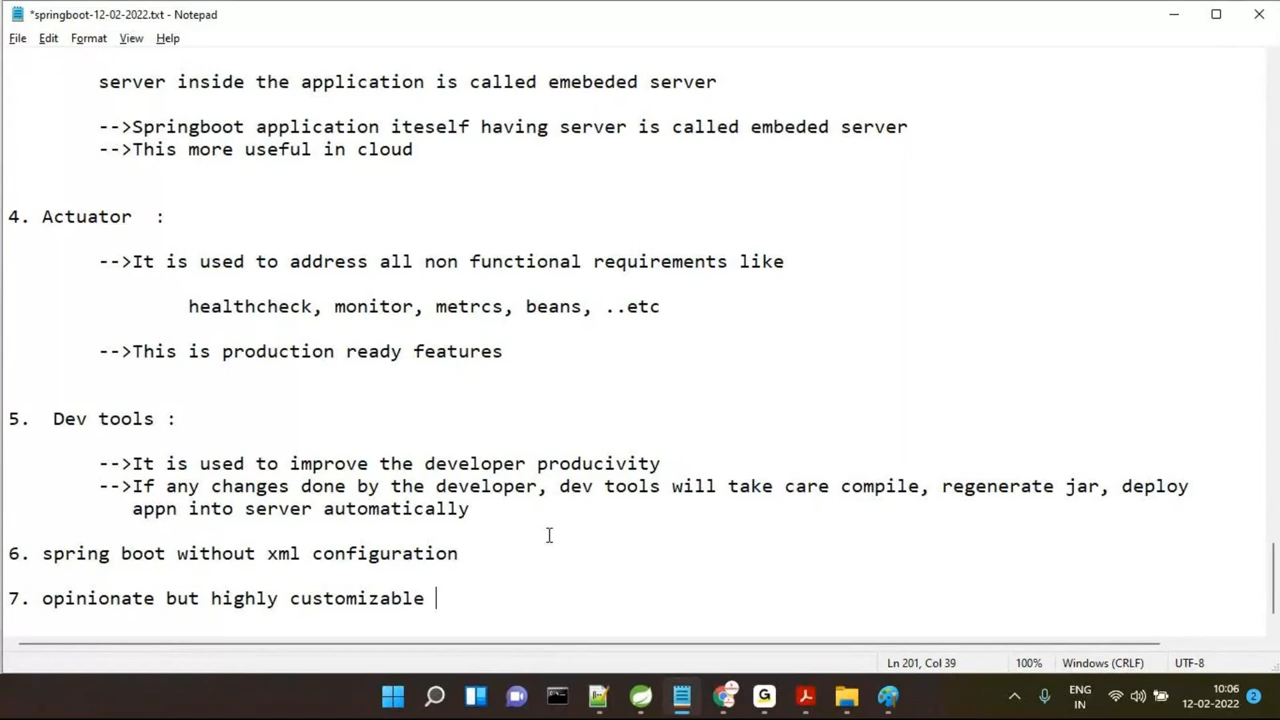 *springboot-12-02-2022.txt - Notepad
File Edit Format View Help
server inside the application is called emebeded server
-->Springboot application iteself having server is called embeded server
-->This more useful in cloud
4. Actuator  :
-->It is used to address all non functional requirements like
healthcheck, monitor, metrcs, beans, ..etc
-->This is production ready features
5.  Dev tools :
-->It is used to improve the developer producivity
-->If any changes done by the developer, dev tools will take care compile, regenerate jar, deploy
appn into server automatically
6. spring boot without xml configuration
7. opinionate but highly customizable
Ln 201, Col 39 100% Windows (CRLF) UTF-8
G
ENG
IN
10:06
12-02-2022
2